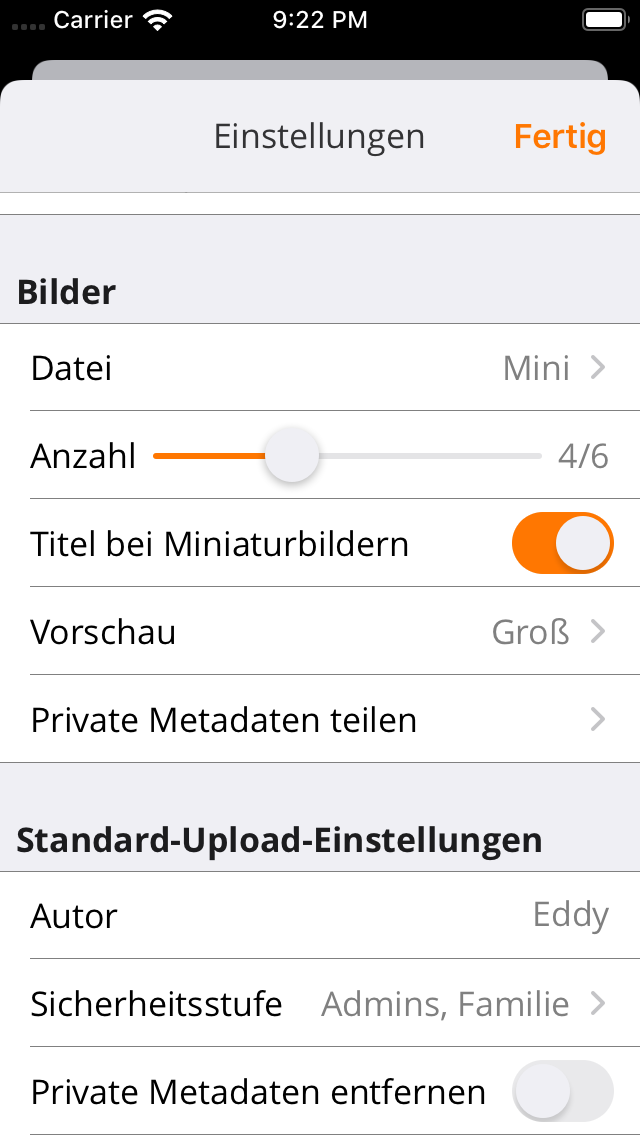 Carrier 9:22 PM
Einstellungen Fertig
Bilder
Datei Mini
Anzahl 4/6
Titel bei Miniaturbildern
Vorschau Groß
Private Metadaten teilen
Standard-Upload-Einstellungen
Autor Eddy
Sicherheitsstufe Admins, Familie
Private Metadaten entfernen